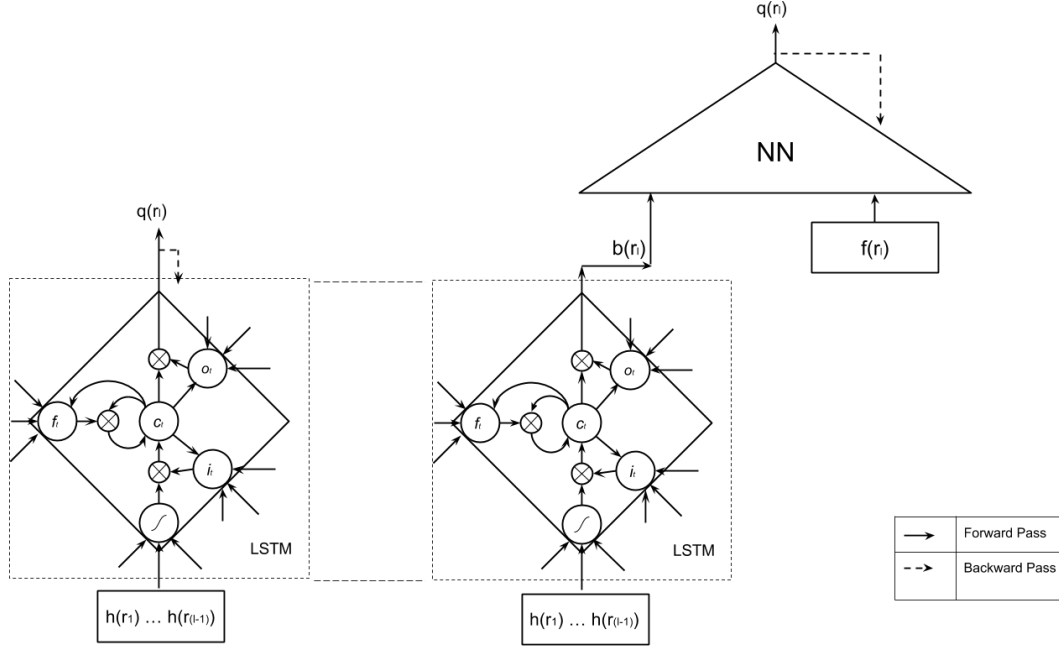 q(rᵢ)
NN
q(rᵢ)
b(rᵢ)
f(rᵢ)
oₜ
oₜ
fₜ
cₜ
fₜ
cₜ
iₜ
iₜ
LSTM
LSTM
Forward Pass
Backward Pass
h(r₁) … h(r₍ᵢ₋₁₎)
h(r₁) … h(r₍ᵢ₋₁₎)